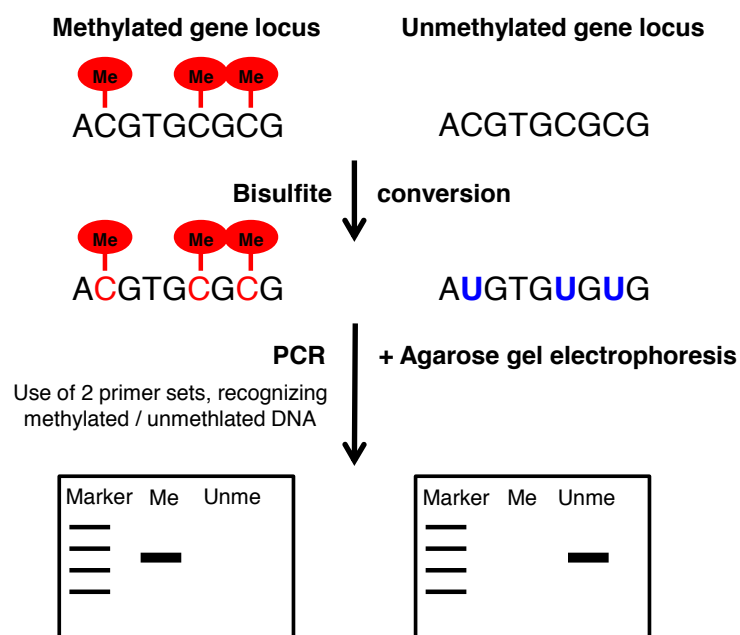 Methylated gene locus
Unmethylated gene locus
Me Me Me
ACGTGCGCG
ACGTGCGCG
Bisulfite conversion
Me Me Me
ACGTGCGCG
AUGTGUGUG
PCR + Agarose gel electrophoresis
Use of 2 primer sets, recognizing
methylated / unmethlated DNA
Marker Me Unme
Marker Me Unme